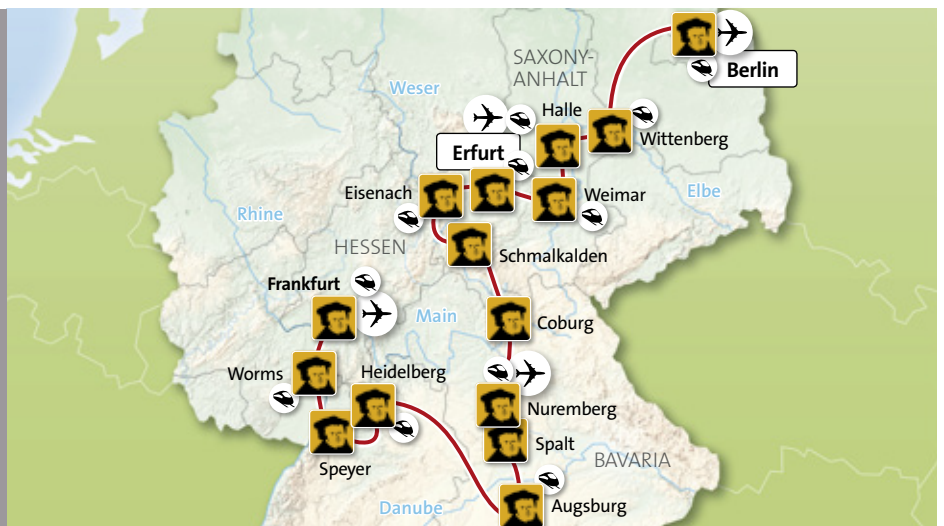 Berlin
SAXONY-
ANHALT
Weser
Halle
Wittenberg
Erfurt
Eisenach
Weimar
Elbe
Rhine
HESSEN
Schmalkalden
Frankfurt
Main
Coburg
Worms
Heidelberg
Nuremberg
Spalt
Speyer
BAVARIA
Danube
Augsburg